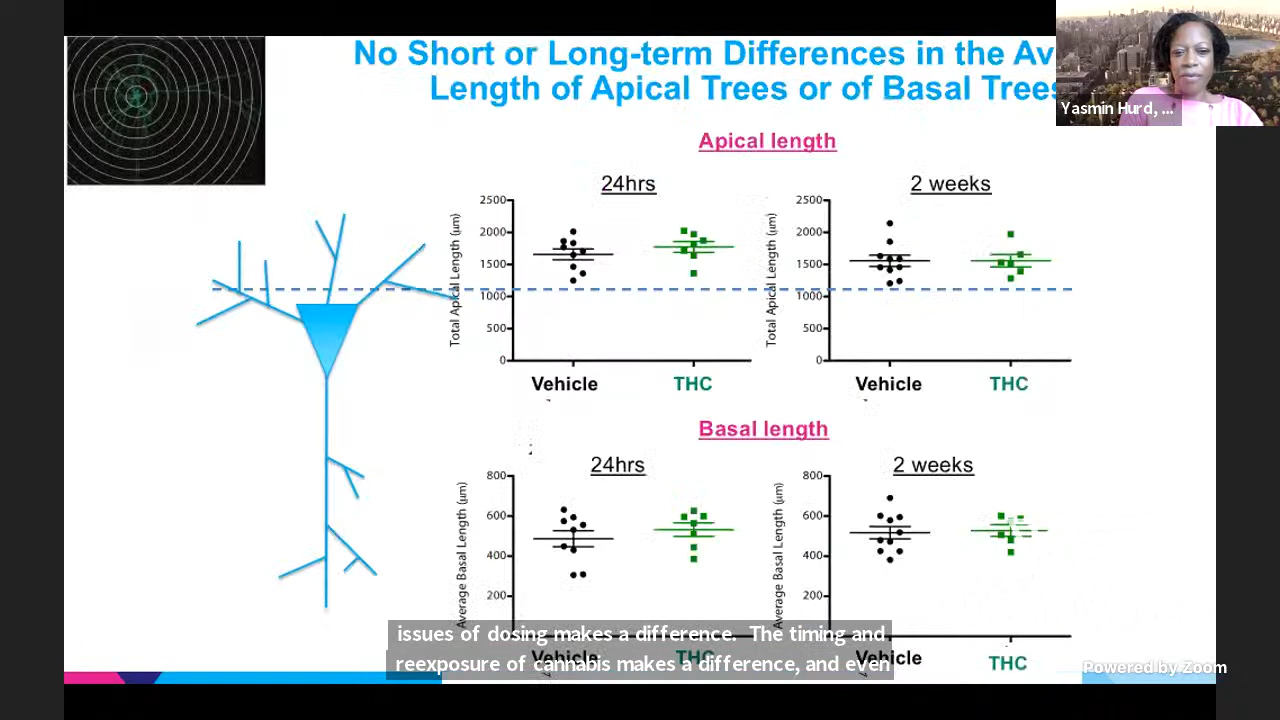 No Short or Long-term Differences in the Av
Length of Apical Trees or of Basal Trees
Yasmin Hurd, ...
Apical length
24hrs
2 weeks
Total Apical Length (μm)
2500
2000
1500
1000
500
0
Vehicle
THC
Total Apical Length (μm)
2500
2000
1500
1000
500
0
Vehicle
THC
Basal length
24hrs
2 weeks
Average Basal Length (μm)
800
600
400
200
Vehicle
THC
Average Basal Length (μm)
800
600
400
200
Vehicle
THC
issues of dosing makes a difference. The timing and
reexposure of cannabis makes a difference, and even
Powered by Zoom